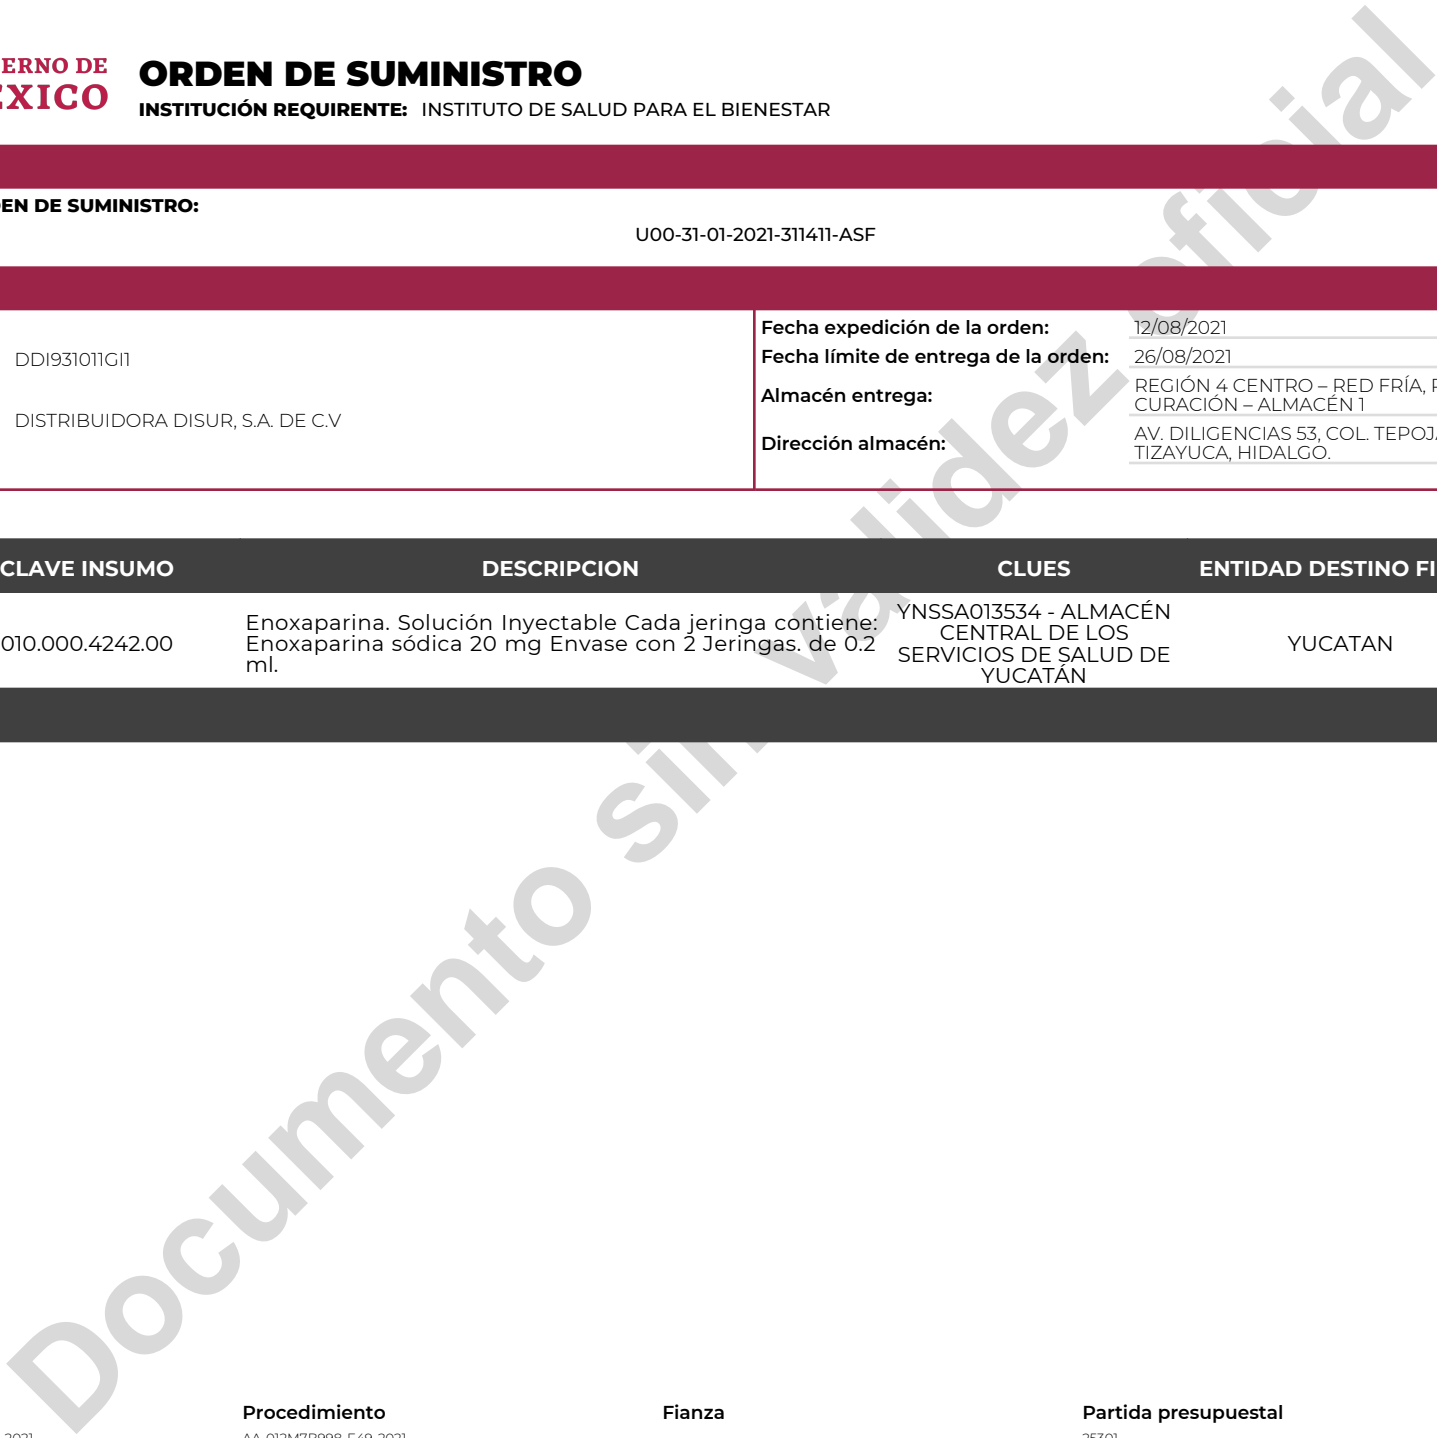 ERNO DE
ORDEN DE SUMINISTRO
EXICO
INSTITUCIÓN REQUIRENTE: INSTITUTO DE SALUD PARA EL BIENESTAR
EN DE SUMINISTRO:
U00-31-01-2021-311411-ASF
DDI931011GI1
DISTRIBUIDORA DISUR, S.A. DE C.V
Fecha expedición de la orden: 12/08/2021
Fecha límite de entrega de la orden: 26/08/2021
Almacén entrega: REGIÓN 4 CENTRO – RED FRÍA,
CURACIÓN – ALMACÉN 1
Dirección almacén: AV. DILIGENCIAS 53, COL. TEPOJ
TIZAYUCA, HIDALGO.
CLAVE INSUMO DESCRIPCION CLUES ENTIDAD DESTINO FI
010.000.4242.00
Enoxaparina. Solución Inyectable Cada jeringa contiene:
Enoxaparina sódica 20 mg Envase con 2 Jeringas. de 0.2
ml.
YNSSA013534 - ALMACÉN
CENTRAL DE LOS
SERVICIOS DE SALUD DE
YUCATÁN
YUCATAN
Documento sin validez oficial
Procedimiento Fianza Partida presupuestal